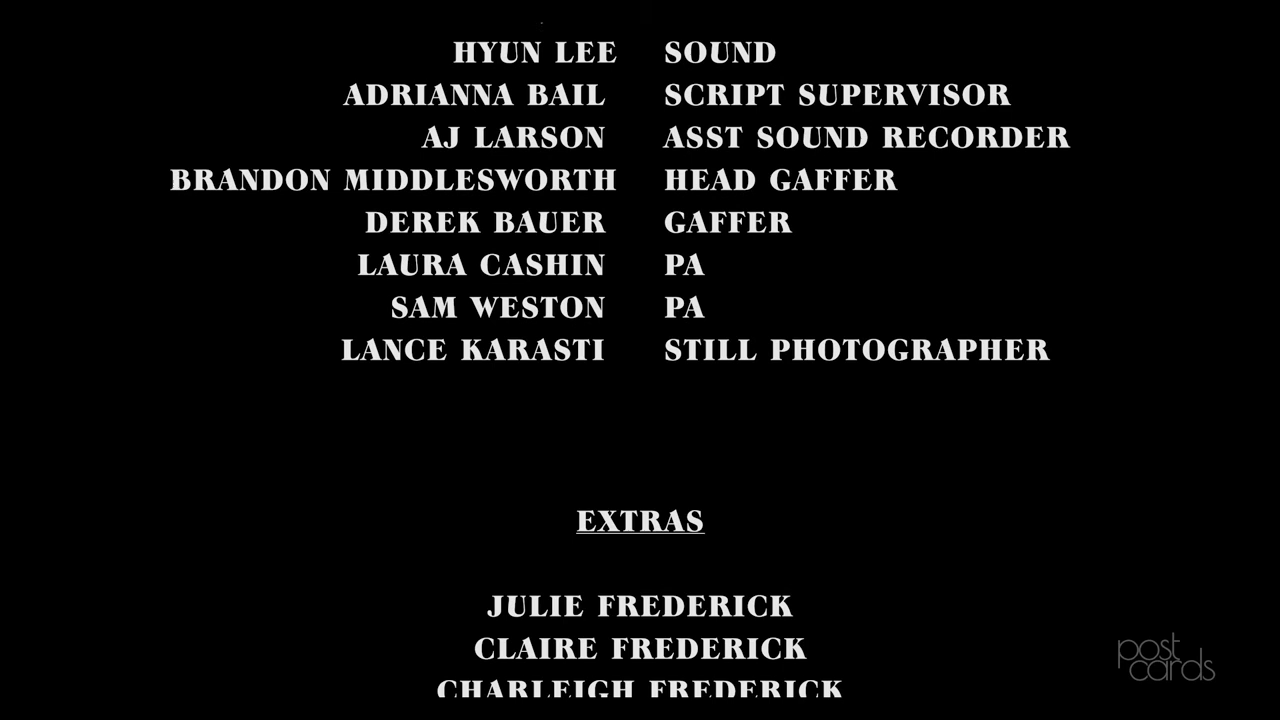 HYUN LEE SOUND
ADRIANNA BAIL SCRIPT SUPERVISOR
AJ LARSON ASST SOUND RECORDER
BRANDON MIDDLESWORTH HEAD GAFFER
DEREK BAUER GAFFER
LAURA CASHIN PA
SAM WESTON PA
LANCE KARASTI STILL PHOTOGRAPHER
EXTRAS
JULIE FREDERICK
CLAIRE FREDERICK
CHARLEIGH FREDERICK
post
cards